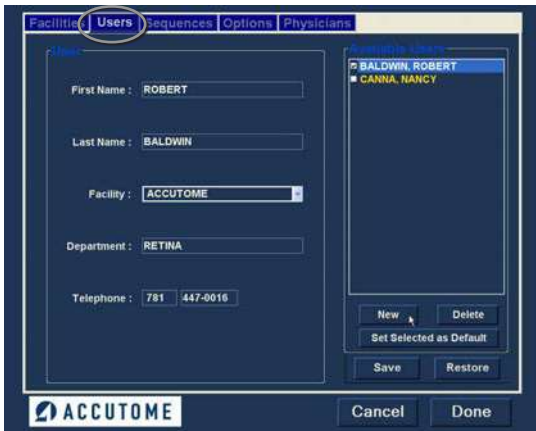 Facilities Users Sequences Options Physicians
User
Available Users
First Name : ROBERT
BALDWIN, ROBERT
CANNA, NANCY
Last Name : BALDWIN
Facility : ACCUTOME
Department : RETINA
Telephone : 781 447-0016
New Delete
Set Selected as Default
Save Restore
ACCUTOME Cancel Done